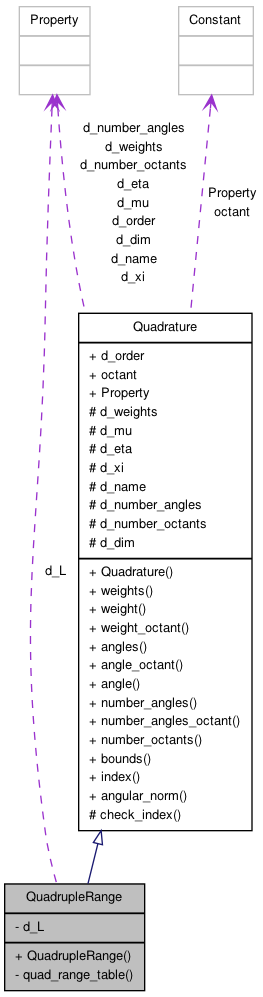 Property
Constant
d_number_angles
d_weights
d_number_octants
d_eta
d_mu
d_order
d_dim
d_name
d_xi
Property
octant
Quadrature
+ d_order
+ octant
+ Property
# d_weights
# d_mu
# d_eta
# d_xi
# d_name
# d_number_angles
# d_number_octants
# d_dim
+ Quadrature()
+ weights()
+ weight()
+ weight_octant()
+ angles()
+ angle_octant()
+ angle()
+ number_angles()
+ number_angles_octant()
+ number_octants()
+ bounds()
+ index()
+ angular_norm()
# check_index()
d_L
QuadrupleRange
- d_L
+ QuadrupleRange()
- quad_range_table()